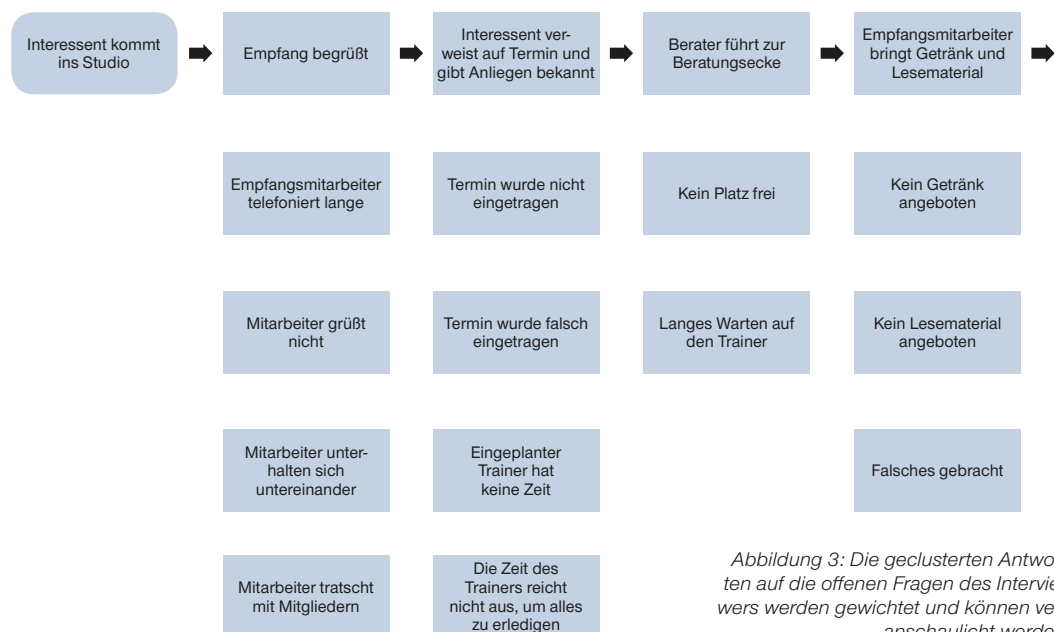 Interessent kommt
ins Studio
Empfang begrüßt
Interessent ver-
weist auf Termin und
gibt Anliegen bekannt
Berater führt zur
Beratungsecke
Empfangsmitarbeiter
bringt Getränk und
Lesematerial
Empfangsmitarbeiter
telefoniert lange
Termin wurde nicht
eingetragen
Kein Platz frei
Kein Getränk
angeboten
Mitarbeiter grüßt
nicht
Termin wurde falsch
eingetragen
Langes Warten auf
den Trainer
Kein Lesematerial
angeboten
Mitarbeiter unter-
halten sich
untereinander
Eingeplanter
Trainer hat
keine Zeit
Falsches gebracht
Mitarbeiter tratscht
mit Mitgliedern
Die Zeit des
Trainers reicht
nicht aus, um alles
zu erledigen
Abbildung 3: Die geclusterten Antwo
ten auf die offenen Fragen des Intervie
wers werden gewichtet und können ve
anschaulicht werde